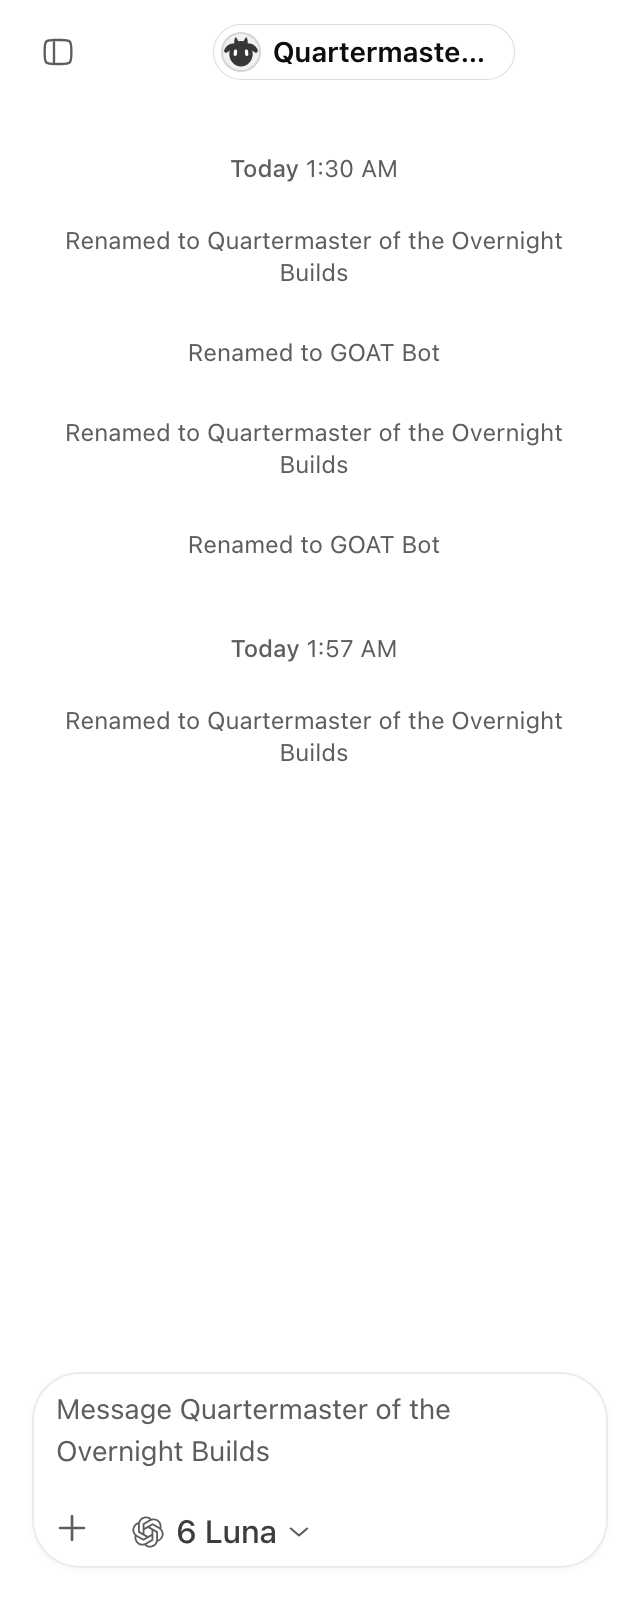 Quartermaste...
Today 1:30 AM
Renamed to Quartermaster of the Overnight
Builds
Renamed to GOAT Bot
Renamed to Quartermaster of the Overnight
Builds
Renamed to GOAT Bot
Today 1:57 AM
Renamed to Quartermaster of the Overnight
Builds
Message Quartermaster of the
Overnight Builds
6 Luna